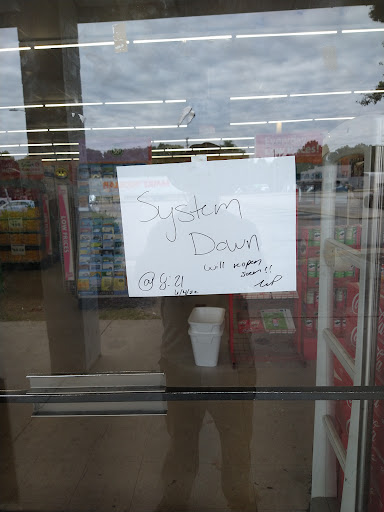 System
Down
will reopen
soon!!
@ 8:21